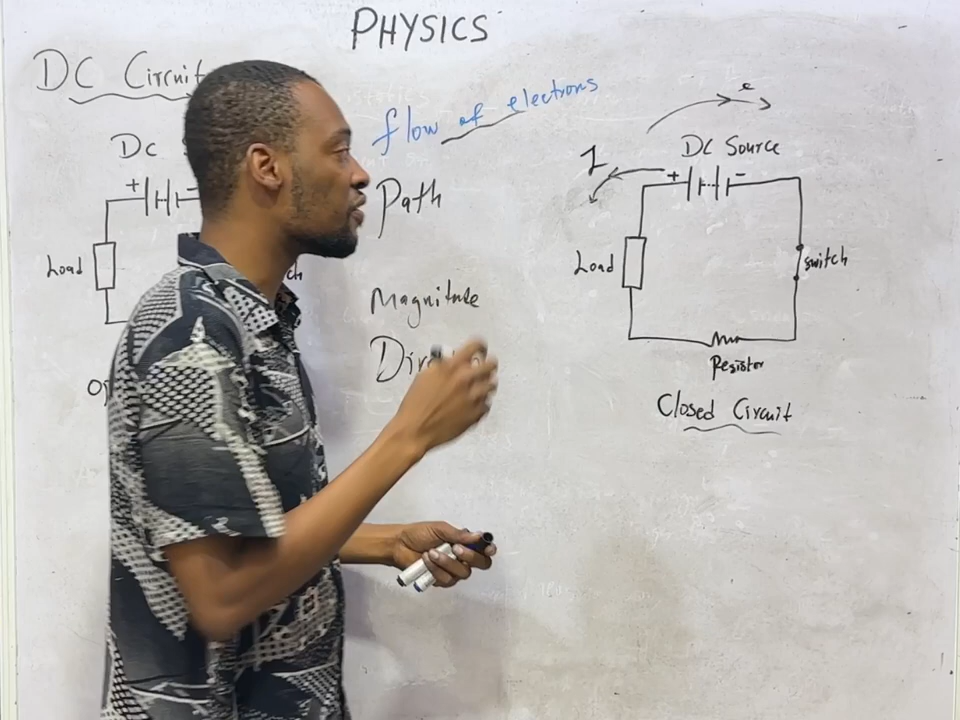 PHYSICS
DC Circuit
flow of electrons
Path
Magnitude
DC
+ -
Load
e
I
DC Source
+ -
Load
switch
Resistor
Closed Circuit